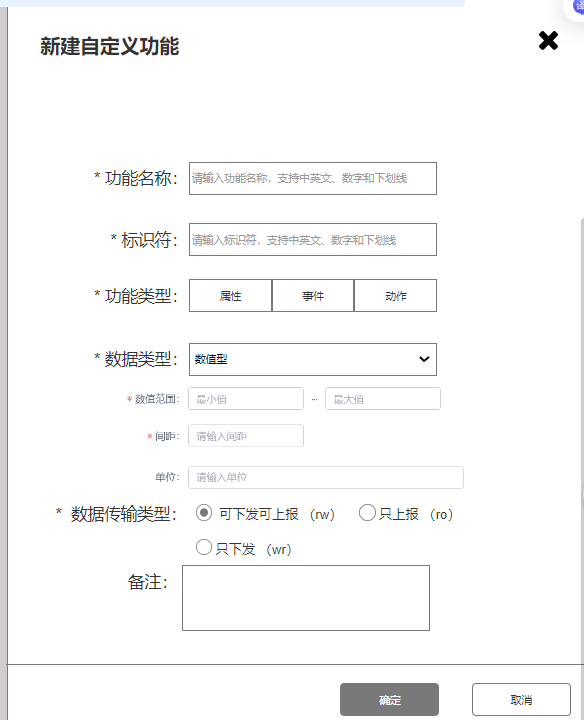 新建自定义功能
* 功能名称： 请输入功能名称，支持中英文、数字和下划线
* 标识符： 请输入标识符，支持中英文、数字和下划线
* 功能类型： 属性 事件 动作
* 数据类型： 数值型
* 数值范围： 最小值 ~ 最大值
* 间距： 请输入间距
单位： 请输入单位
* 数据传输类型： 可下发可上报 （rw） 只上报 （ro）
只下发 （wr）
备注：
确定 取消